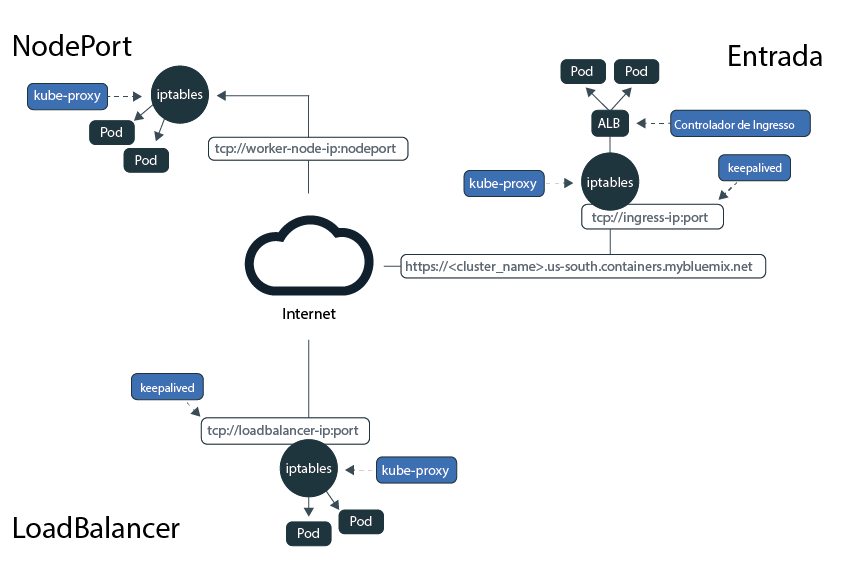 NodePort
kube-proxy
iptables
Pod
Pod
tcp://worker-node-ip:nodeport
Entrada
Pod
Pod
ALB
Controlador de Ingresso
kube-proxy
iptables
keepalived
tcp://ingress-ip:port
https://<cluster_name>.us-south.containers.mybluemix.net
Internet
keepalived
tcp://loadbalancer-ip:port
iptables
kube-proxy
Pod
Pod
LoadBalancer